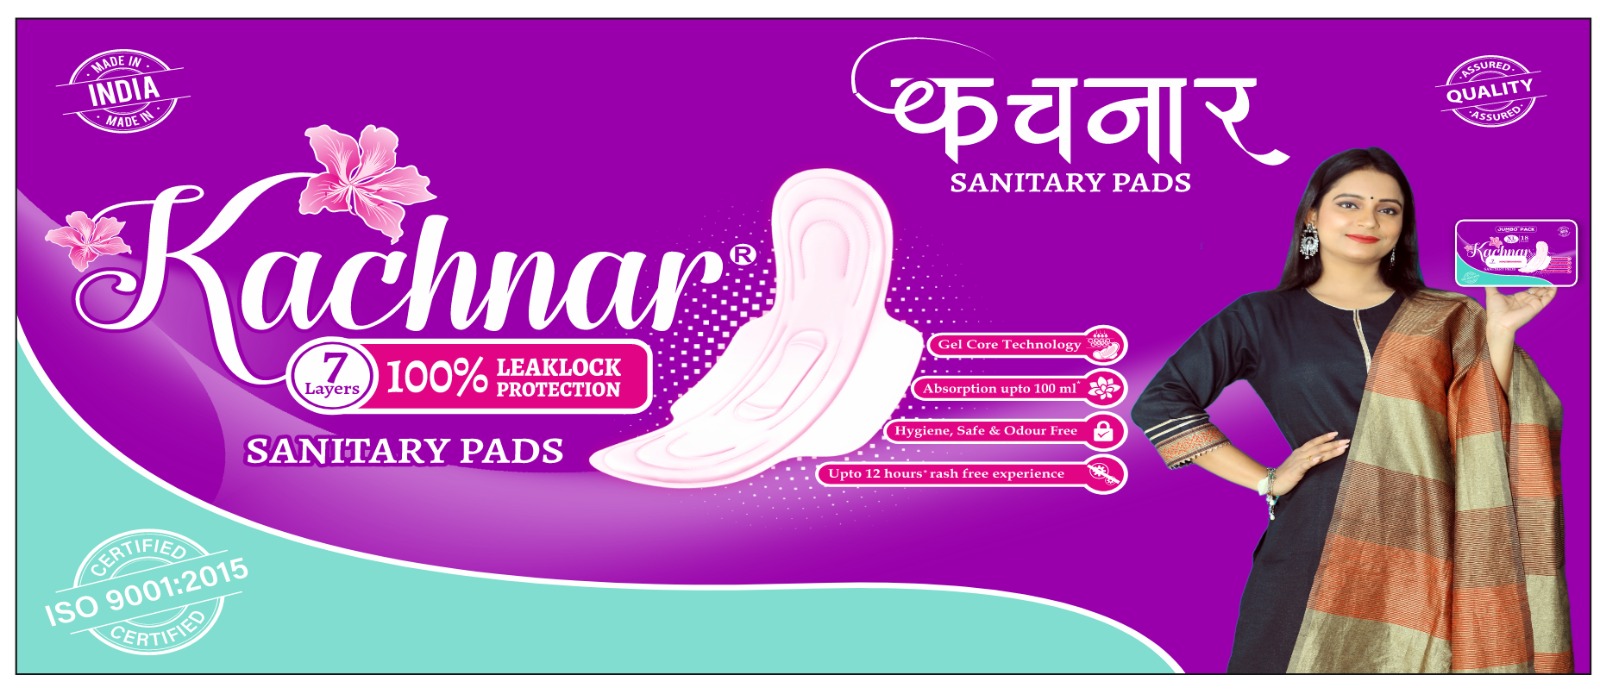 MADE IN
INDIA
MADE IN
Kachnar®
7
Layers
100% LEAKLOCK
PROTECTION
SANITARY PADS
कचनार
SANITARY PADS
ASSURED
QUALITY
ASSURED
Gel Core Technology
Absorption upto 100 ml*
Hygiene, Safe & Odour Free
Upto 12 hours* rash free experience
JUMBO PACK
XL
18
Kachnar
CERTIFIED
ISO 9001:2015
CERTIFIED